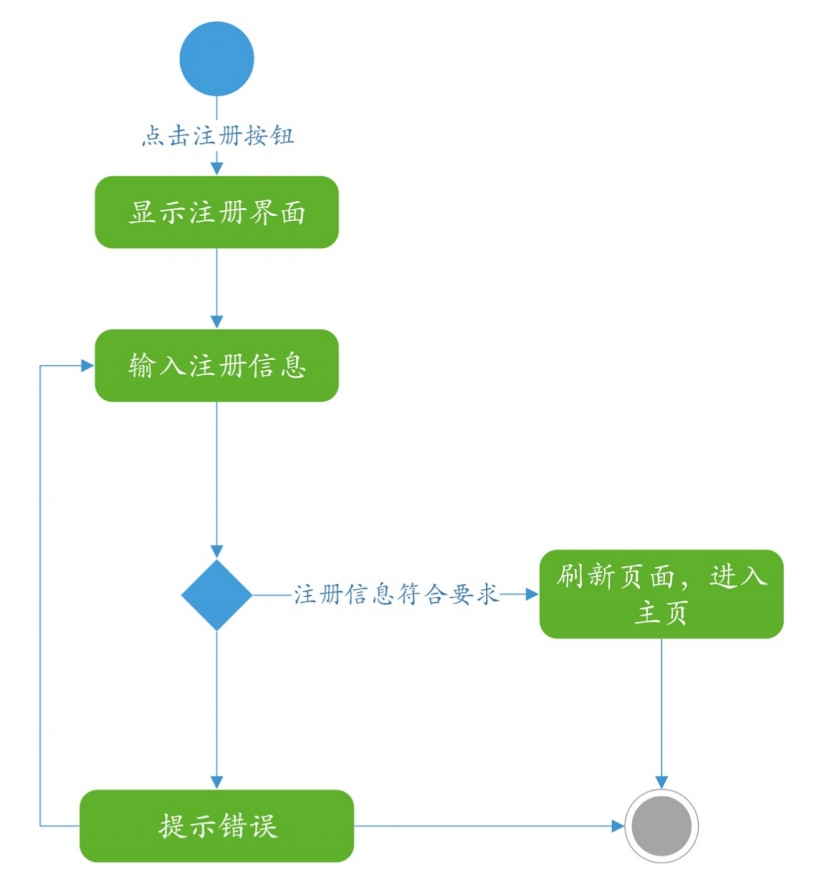 点击注册按钮
显示注册界面
输入注册信息
注册信息符合要求
刷新页面，进入
主页
提示错误